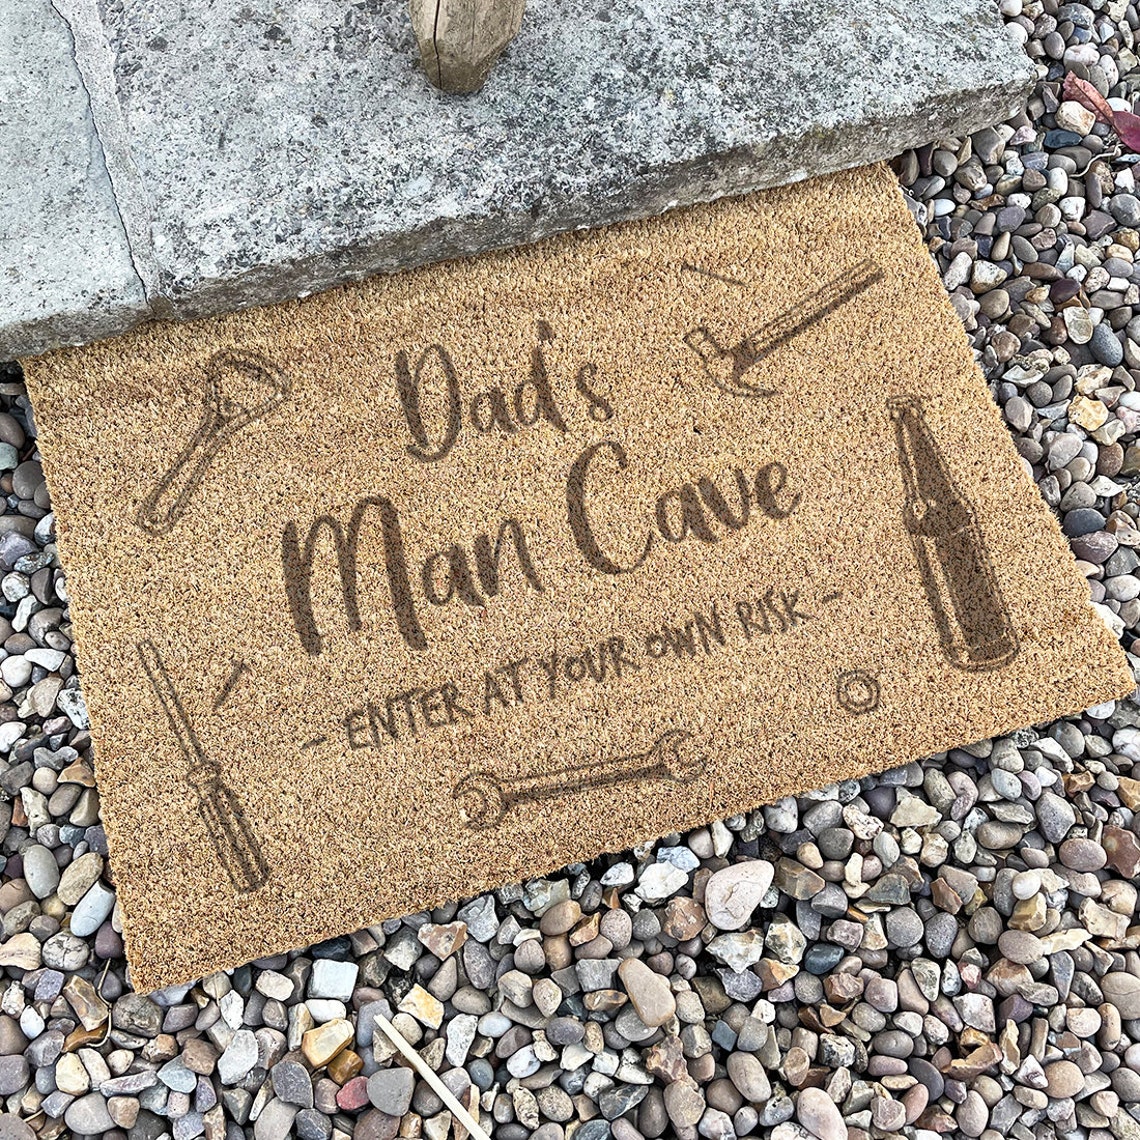 Dad's
Man Cave
- ENTER AT YOUR OWN RISK -